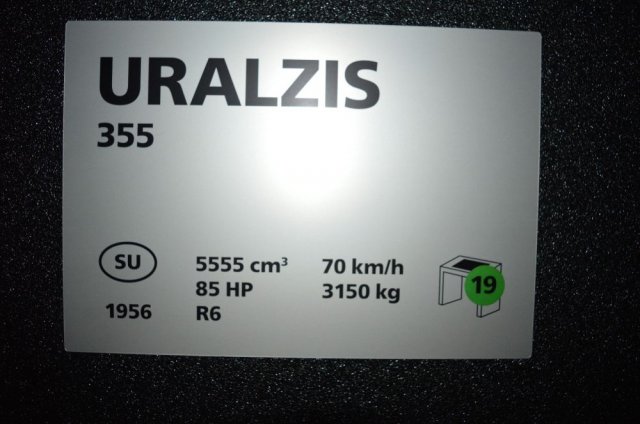 URALZIS
355
SU
1956
5555 cm³
85 HP
R6
70 km/h
3150 kg
19